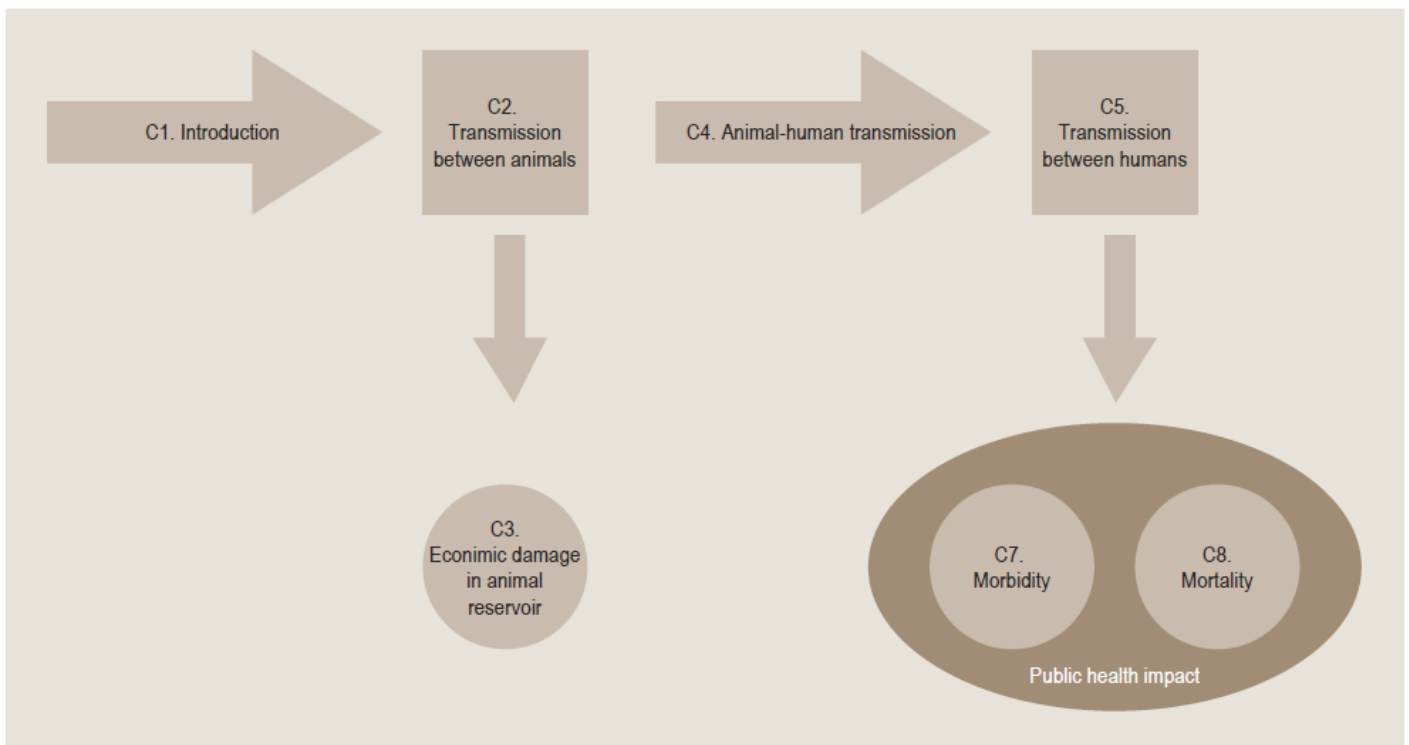 C1. Introduction
C2.
Transmission
between animals
C4. Animal-human transmission
C5.
Transmission
between humans
C3.
Econimic damage
in animal
reservoir
C7.
Morbidity
C8.
Mortality
Public health impact